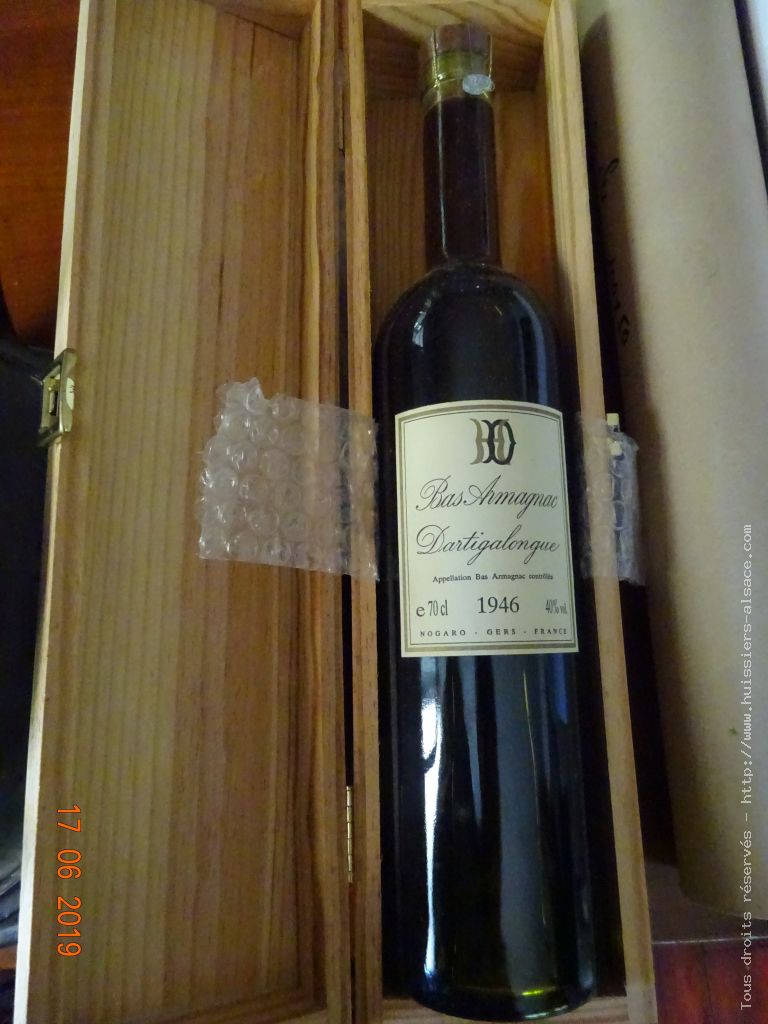 HD
Bas Armagnac
Dartigalongue
Appellation Bas Armagnac contrôlée
e 70 cl 1946 40% vol.
NOGARO - GERS - FRANCE
17 06 2019
Tous droits réservés - http://www.huissiers-alsace.com